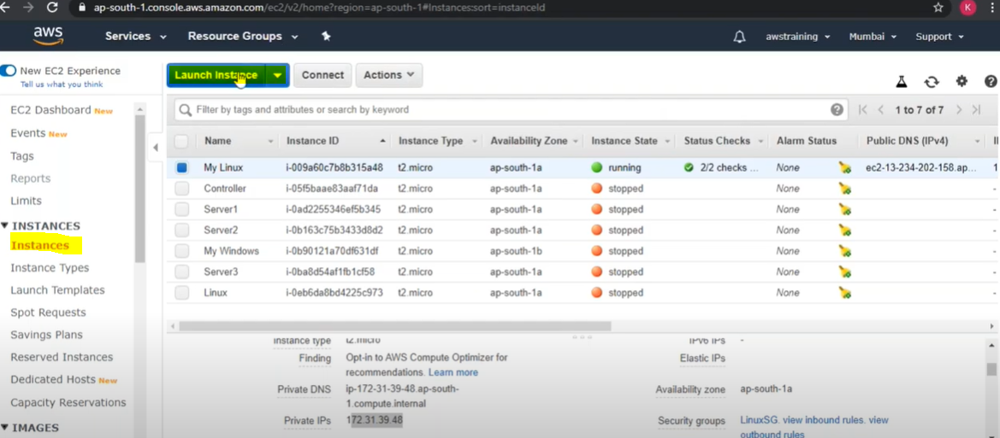 ap-south-1.console.aws.amazon.com/ec2/v2/home?region=ap-south-1#Instances:sort=instanceId
K
aws Services Resource Groups awstraining Mumbai Support
New EC2 Experience
Tell us what you think
Launch Instance Connect Actions
EC2 Dashboard New
Events New
Tags
Reports
Limits
INSTANCES
Instances
Instance Types
Launch Templates
Spot Requests
Savings Plans
Reserved Instances
Dedicated Hosts New
Capacity Reservations
IMAGES
Filter by tags and attributes or search by keyword 1 to 7 of 7
Name Instance ID Instance Type Availability Zone Instance State Status Checks Alarm Status Public DNS (IPv4)
My Linux i-009a60c7b8b315a48 t2.micro ap-south-1a running 2/2 checks ... None ec2-13-234-202-158.ap... 1
Controller i-05f5baae83aaf71da t2.micro ap-south-1a stopped None -
Server1 i-0ad2255346ef5b345 t2.micro ap-south-1a stopped None -
Server2 i-0b163c75b3433d8d2 t2.micro ap-south-1a stopped None -
My Windows i-0b90121a70df631df t2.micro ap-south-1b stopped None -
Server3 i-0ba8d54af1fb1cf58 t2.micro ap-south-1a stopped None -
Linux i-0eb6da8bd4225c973 t2.micro ap-south-1a stopped None -
Instance type t2.micro
Finding Opt-in to AWS Compute Optimizer for
recommendations. Learn more
Private DNS ip-172-31-39-48.ap-south-
1.compute.internal
Private IPs 172.31.39.48
IPv6 IPs -
Elastic IPs
Availability zone ap-south-1a
Security groups LinuxSG. view inbound rules. view
outbound rules